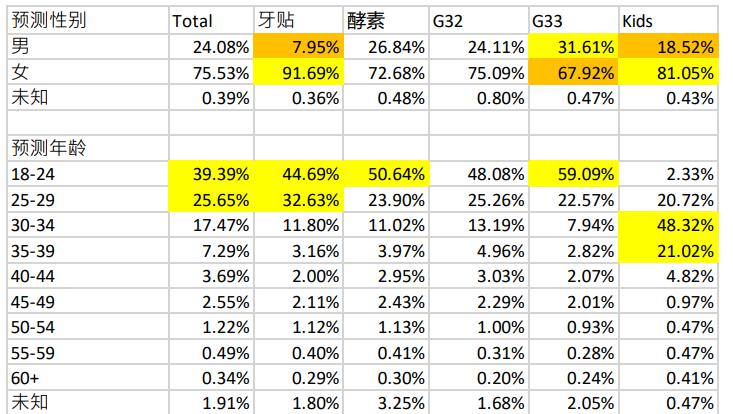 预测性别 Total 牙贴 酵素 G32 G33 Kids
男 24.08% 7.95% 26.84% 24.11% 31.61% 18.52%
女 75.53% 91.69% 72.68% 75.09% 67.92% 81.05%
未知 0.39% 0.36% 0.48% 0.80% 0.47% 0.43%
预测年龄
18-24 39.39% 44.69% 50.64% 48.08% 59.09% 2.33%
25-29 25.65% 32.63% 23.90% 25.26% 22.57% 20.72%
30-34 17.47% 11.80% 11.02% 13.19% 7.94% 48.32%
35-39 7.29% 3.16% 3.97% 4.96% 2.82% 21.02%
40-44 3.69% 2.00% 2.95% 3.03% 2.07% 4.82%
45-49 2.55% 2.11% 2.43% 2.29% 2.01% 0.97%
50-54 1.22% 1.12% 1.13% 1.00% 0.93% 0.47%
55-59 0.49% 0.40% 0.41% 0.31% 0.28% 0.47%
60+ 0.34% 0.29% 0.30% 0.20% 0.24% 0.41%
未知 1.91% 1.80% 3.25% 1.68% 2.05% 0.47%